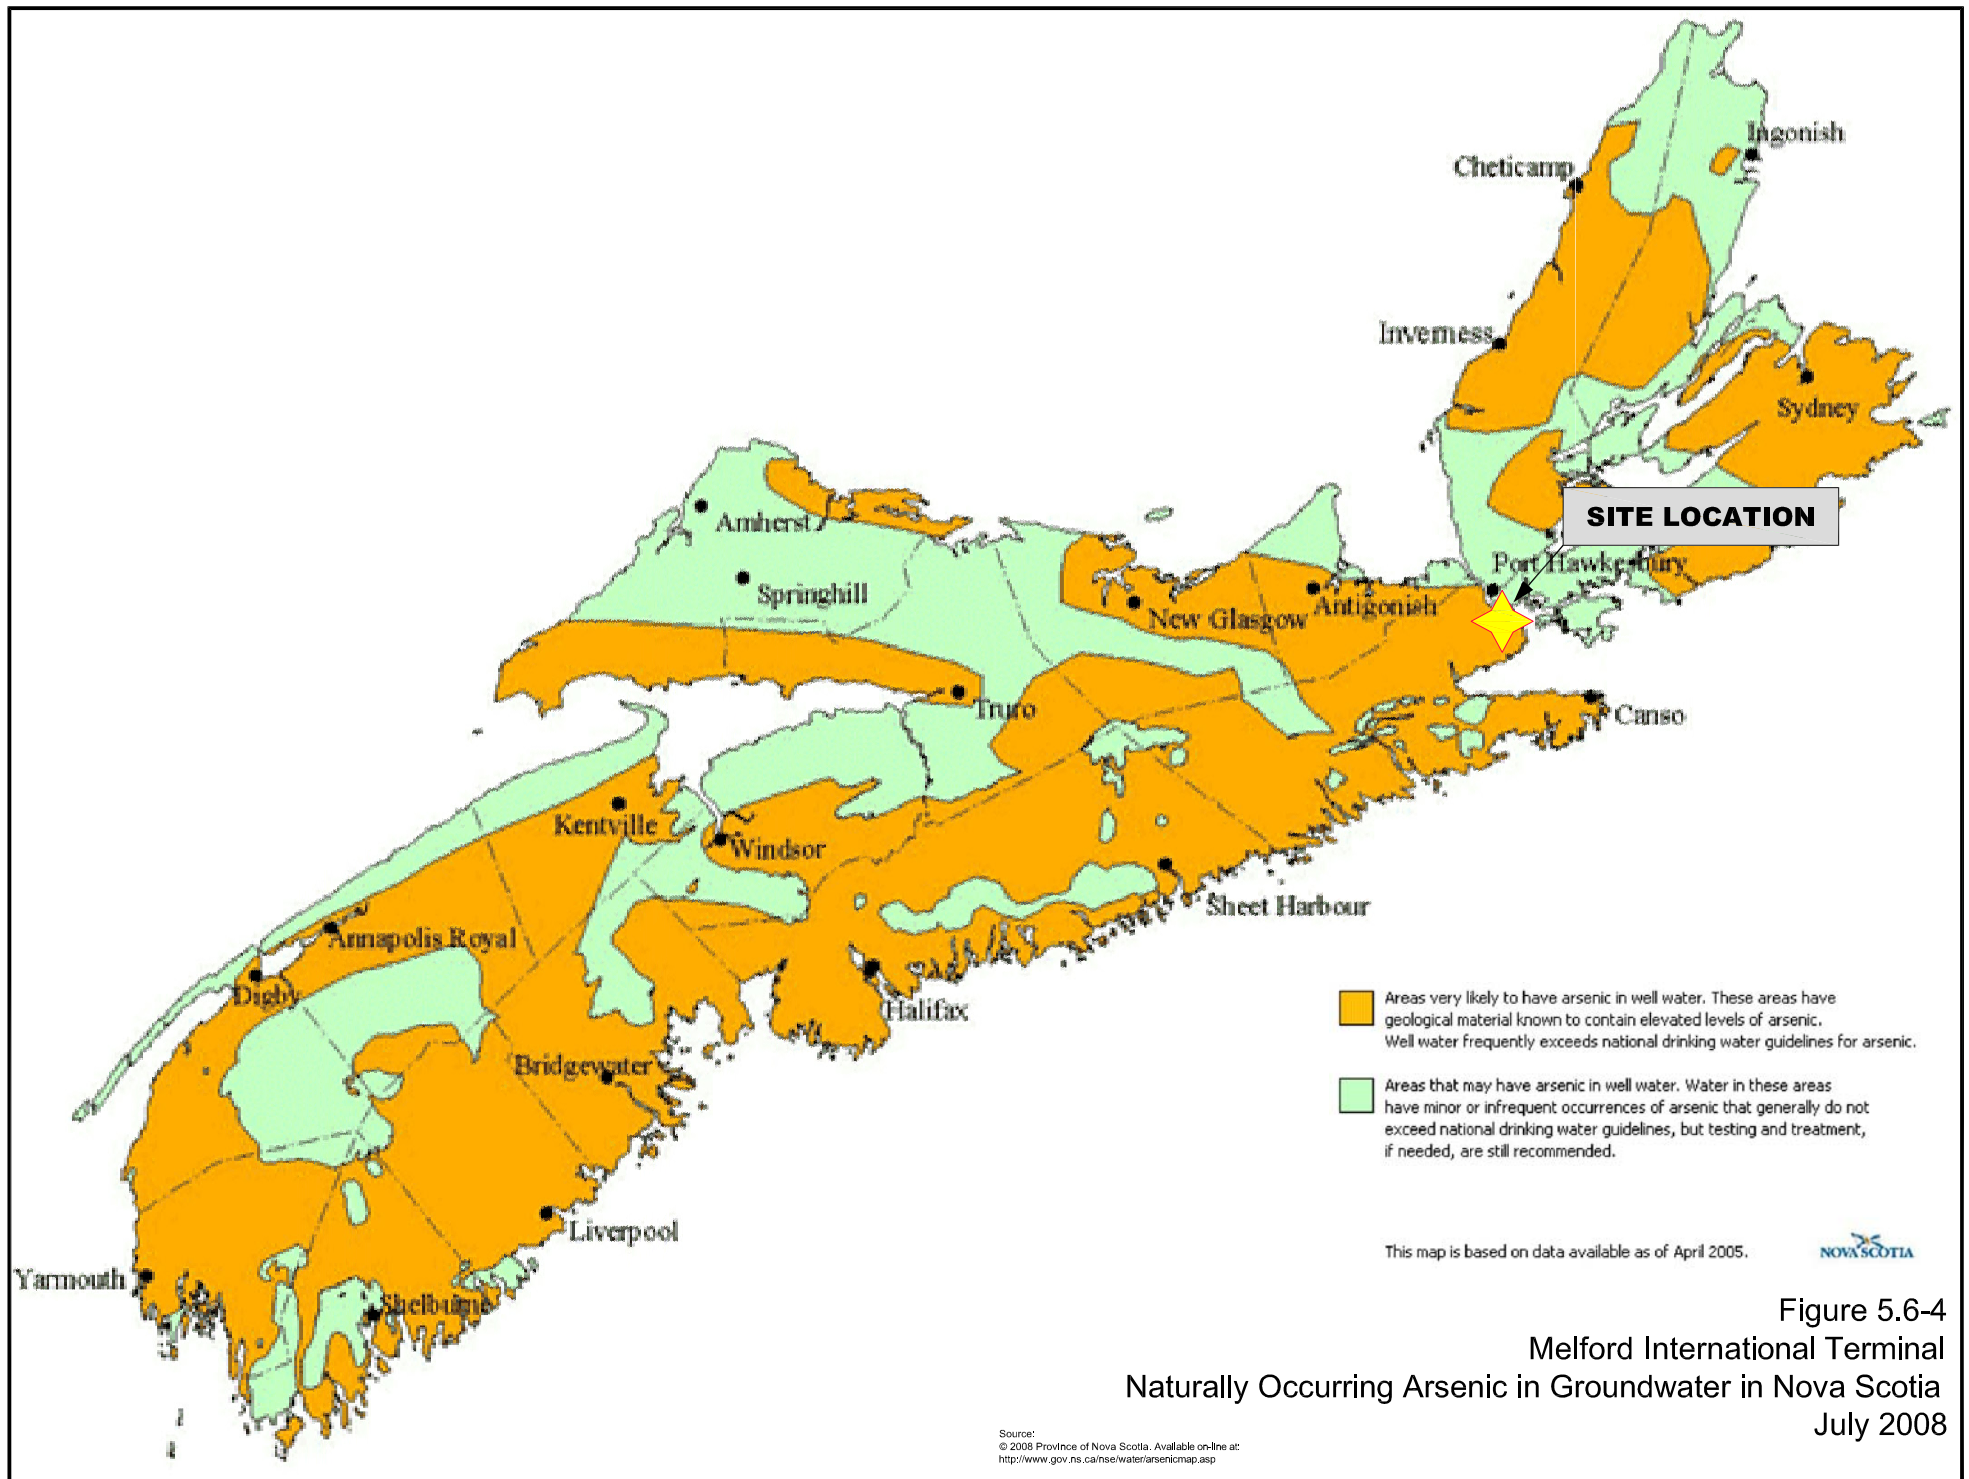 Ingonish
Cheticamp
Inverness
Sydney
SITE LOCATION
Amherst
Port Hawkesbury
Springhill
New Glasgow
Antigonish
Truro
Canso
Kentville
Windsor
Sheet Harbour
Annapolis Royal
Digby
Halifax
Bridgewater
Liverpool
Yarmouth
Shelburne
Areas very likely to have arsenic in well water. These areas have
geological material known to contain elevated levels of arsenic.
Well water frequently exceeds national drinking water guidelines for arsenic.
Areas that may have arsenic in well water. Water in these areas
have minor or infrequent occurrences of arsenic that generally do not
exceed national drinking water guidelines, but testing and treatment,
if needed, are still recommended.
This map is based on data available as of April 2005.
NOVA SCOTIA
Figure 5.6-4
Melford International Terminal
Naturally Occurring Arsenic in Groundwater in Nova Scotia
July 2008
Source:
© 2008 Province of Nova Scotia. Available on-line at:
http://www.gov.ns.ca/nse/water/arsenicmap.asp